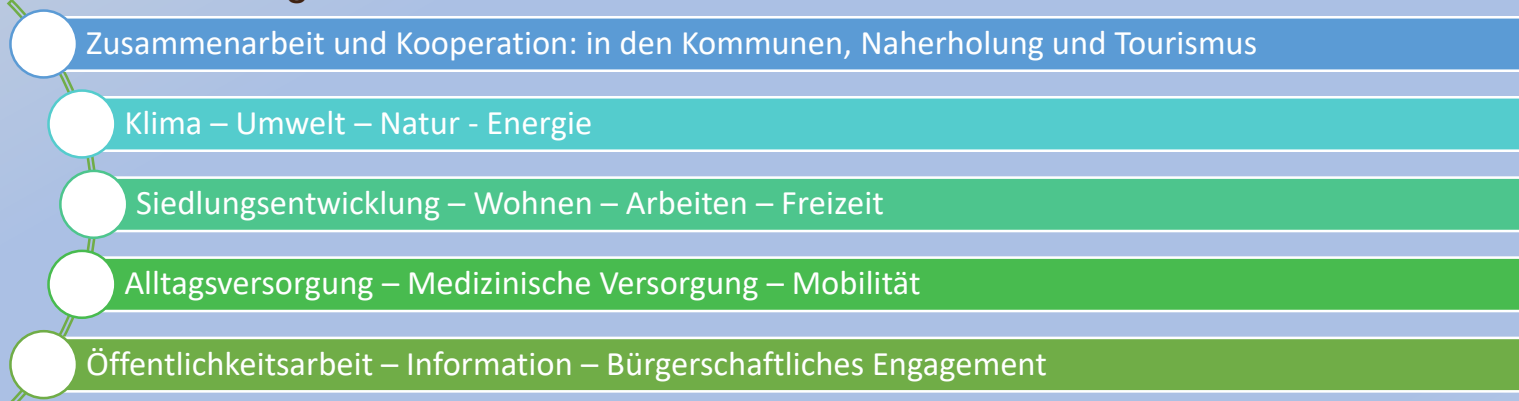 Zusammenarbeit und Kooperation: in den Kommunen, Naherholung und Tourismus
Klima – Umwelt – Natur - Energie
Siedlungsentwicklung – Wohnen – Arbeiten – Freizeit
Alltagsversorgung – Medizinische Versorgung – Mobilität
Öffentlichkeitsarbeit – Information – Bürgerschaftliches Engagement